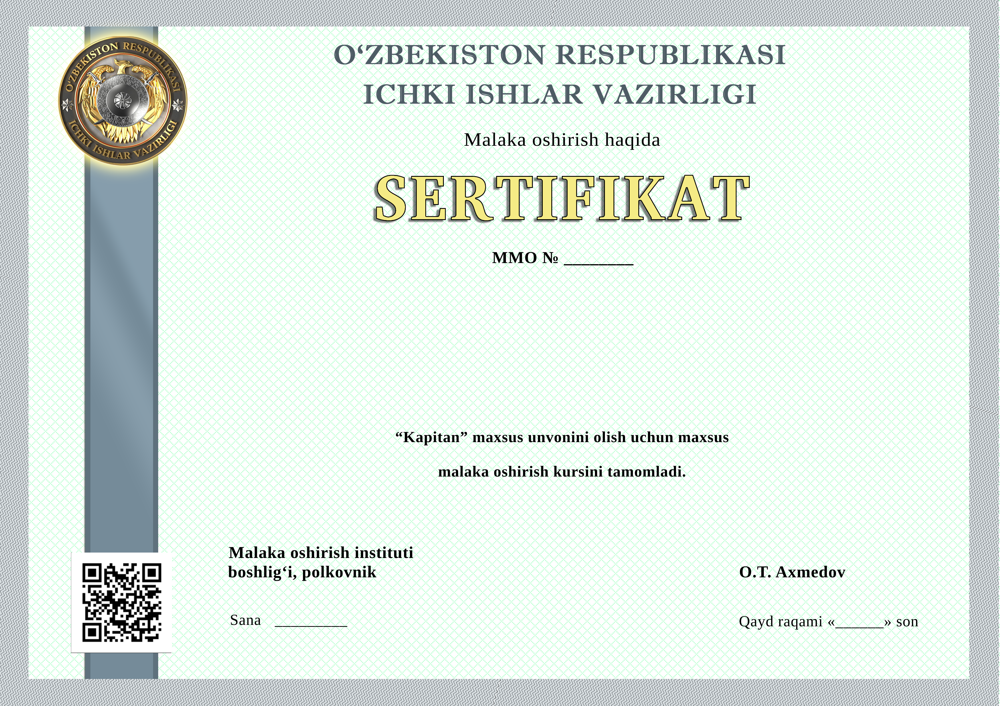 O‘ZBEKISTON RESPUBLIKASI
ICHKI ISHLAR VAZIRLIGI
O‘ZBEKISTON RESPUBLIKASI
ICHKI ISHLAR VAZIRLIGI
Malaka oshirish haqida
SERTIFIKAT
MMO № ________
“Kapitan” maxsus unvonini olish uchun maxsus
malaka oshirish kursini tamomladi.
Malaka oshirish instituti
boshlig‘i, polkovnik
O.T. Axmedov
Sana _________
Qayd raqami «______» son